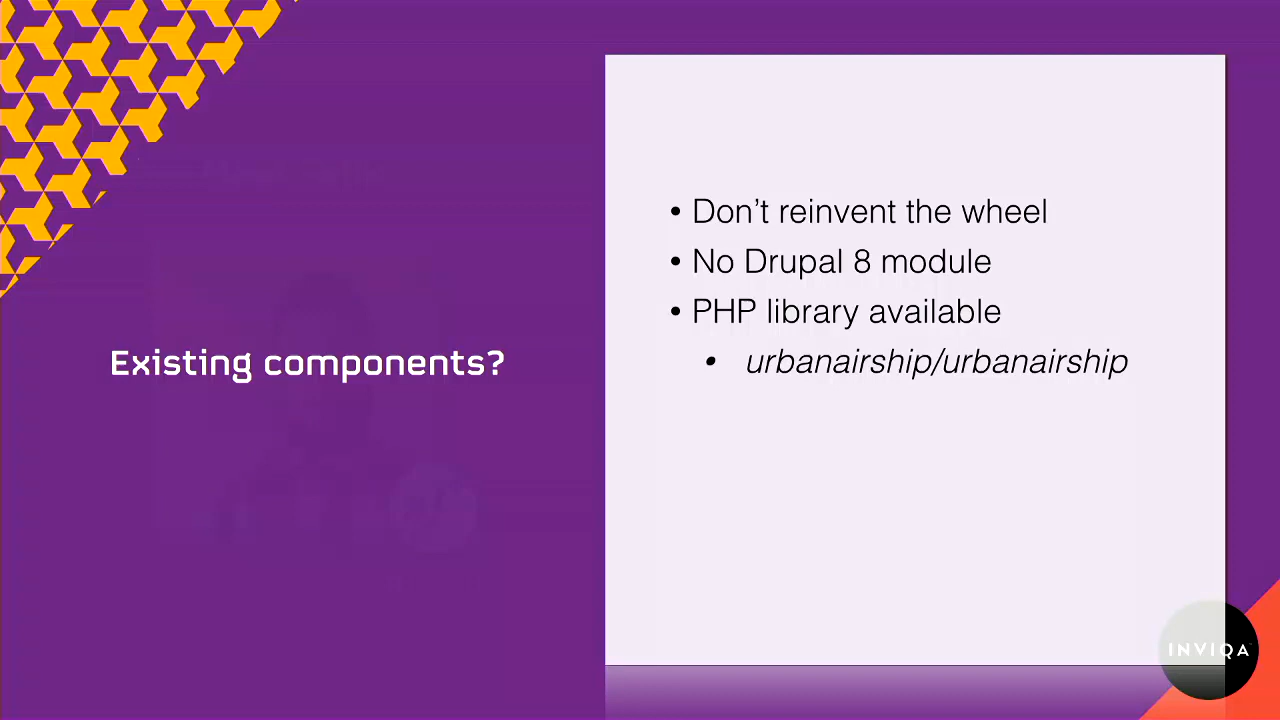 Existing components?
• Don’t reinvent the wheel
• No Drupal 8 module
• PHP library available
• urbanairship/urbanairship
INVIQA